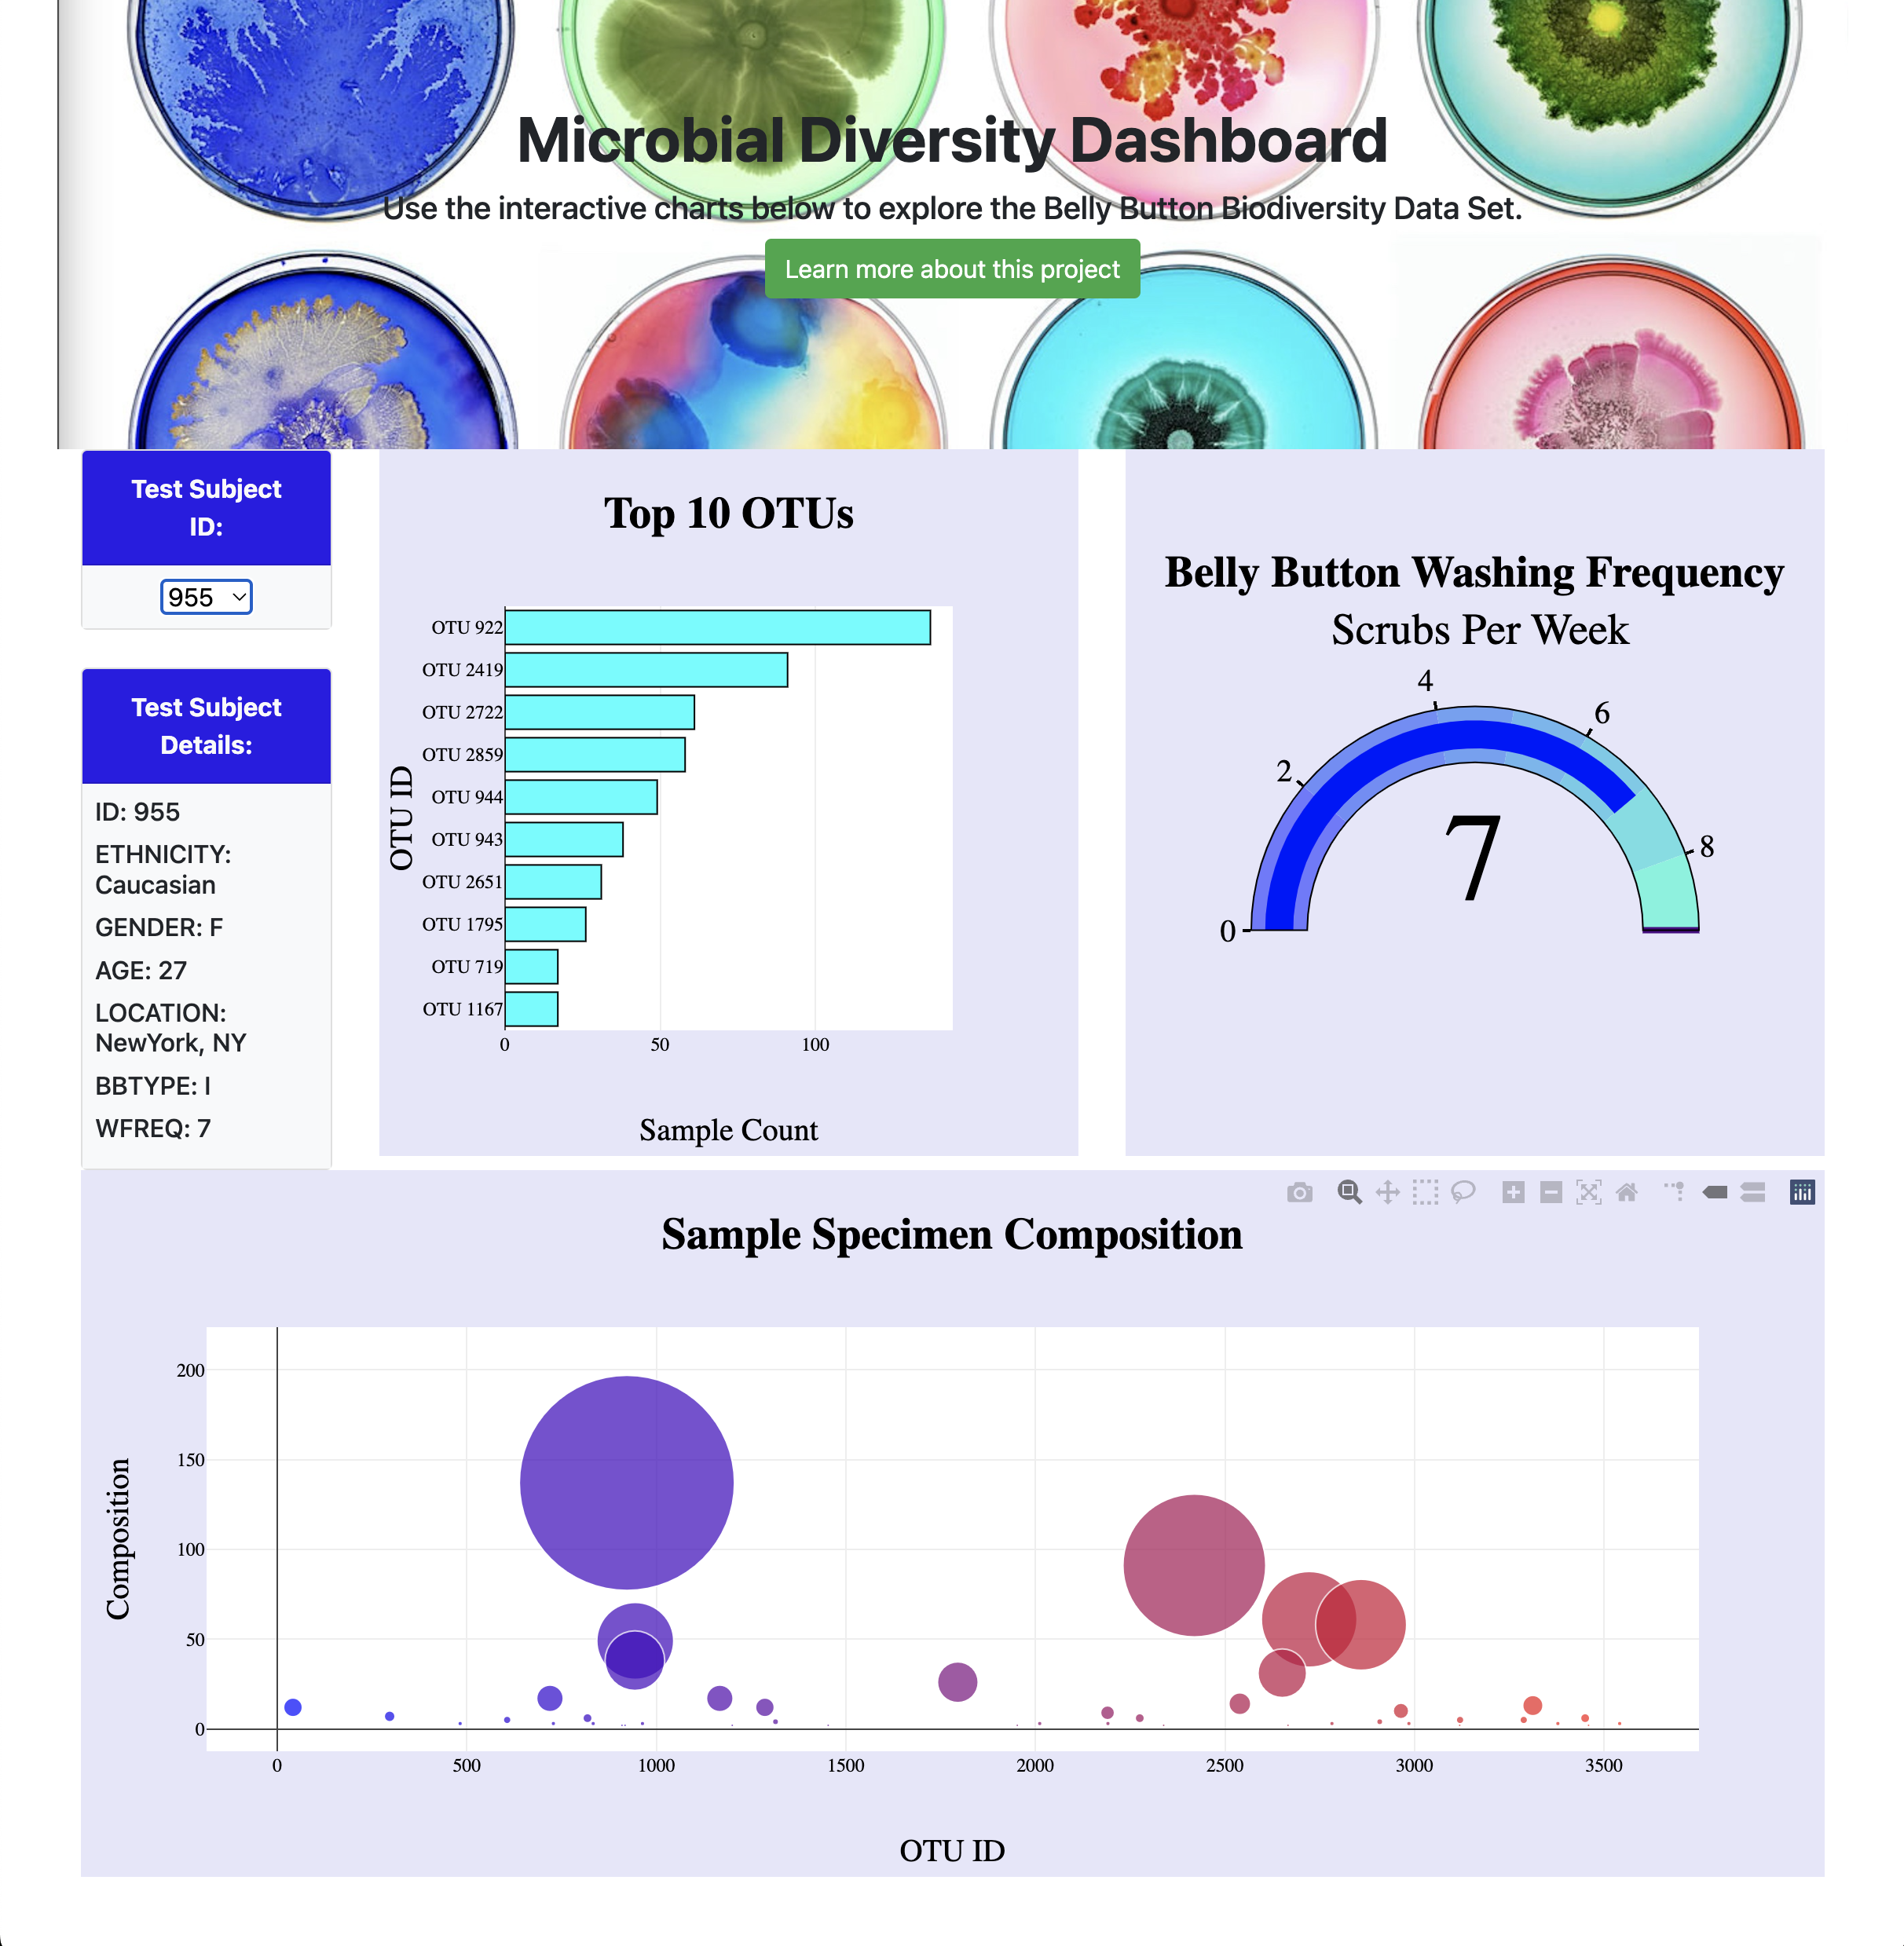 Microbial Diversity Dashboard
Use the interactive charts below to explore the Belly Button Biodiversity Data Set.
Learn more about this project
Test Subject
ID:
955
Test Subject
Details:
ID: 955
ETHNICITY:
Caucasian
GENDER: F
AGE: 27
LOCATION:
NewYork, NY
BBTYPE: I
WFREQ: 7
Top 10 OTUs
OTU ID
OTU 922
OTU 2419
OTU 2722
OTU 2859
OTU 944
OTU 943
OTU 2651
OTU 1795
OTU 719
OTU 1167
0 50 100
Sample Count
Belly Button Washing Frequency
Scrubs Per Week
0
2
4
6
8
7
Sample Specimen Composition
Composition
200
150
100
50
0
0 500 1000 1500 2000 2500 3000 3500
OTU ID